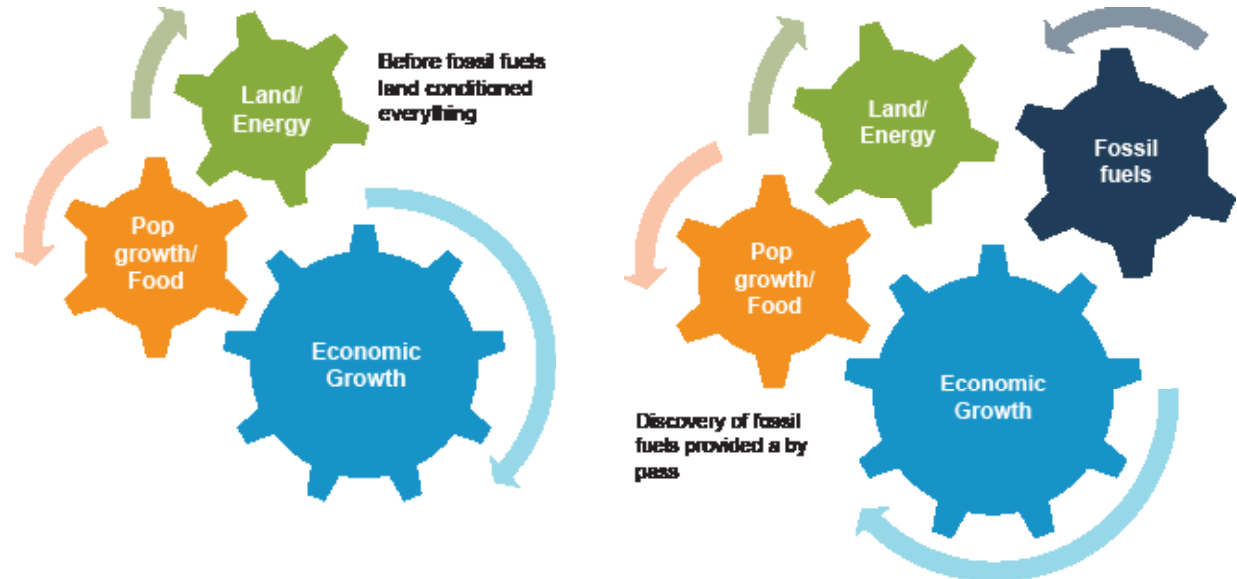 Land/
Energy
Before fossil fuels
land conditioned
everything
Pop
growth/
Food
Economic
Growth
Land/
Energy
Fossil
fuels
Pop
growth/
Food
Economic
Growth
Discovery of fossil
fuels provided a by
pass